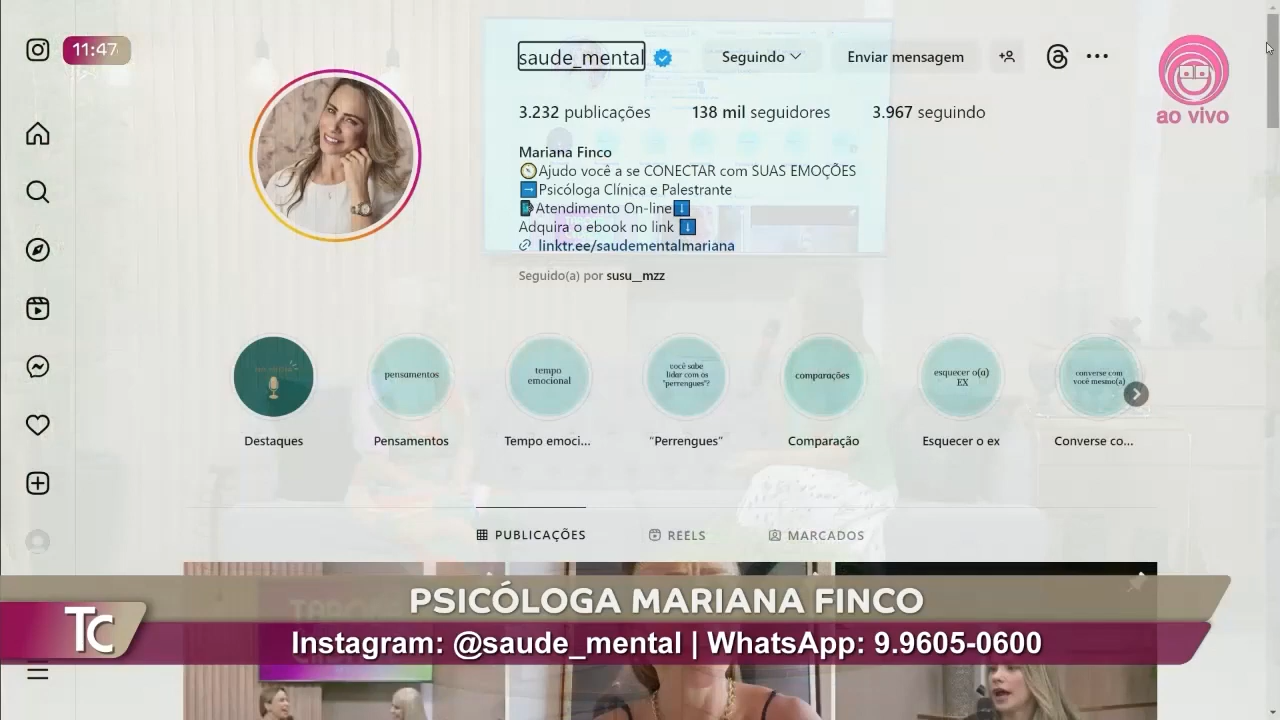 11:47
saude_mental
Seguindo
Enviar mensagem
ao vivo
3.232 publicações
138 mil seguidores
3.967 seguindo
Mariana Finco
Ajudo você a se CONECTAR com SUAS EMOÇÕES
Psicóloga Clínica e Palestrante
Atendimento On-line
Adquira o ebook no link
linktr.ee/saudementalmariana
Seguido(a) por susu__mzz
pensamentos
tempo
emocional
você sabe
lidar com os
"perrengues"?
comparações
esquecer o(a)
EX
converse com
você mesmo(a)
Destaques
Pensamentos
Tempo emoci...
“Perrengues”
Comparação
Esquecer o ex
Converse co...
PUBLICAÇÕES
REELS
MARCADOS
PSICÓLOGA MARIANA FINCO
Tc
Instagram: @saude_mental | WhatsApp: 9.9605-0600